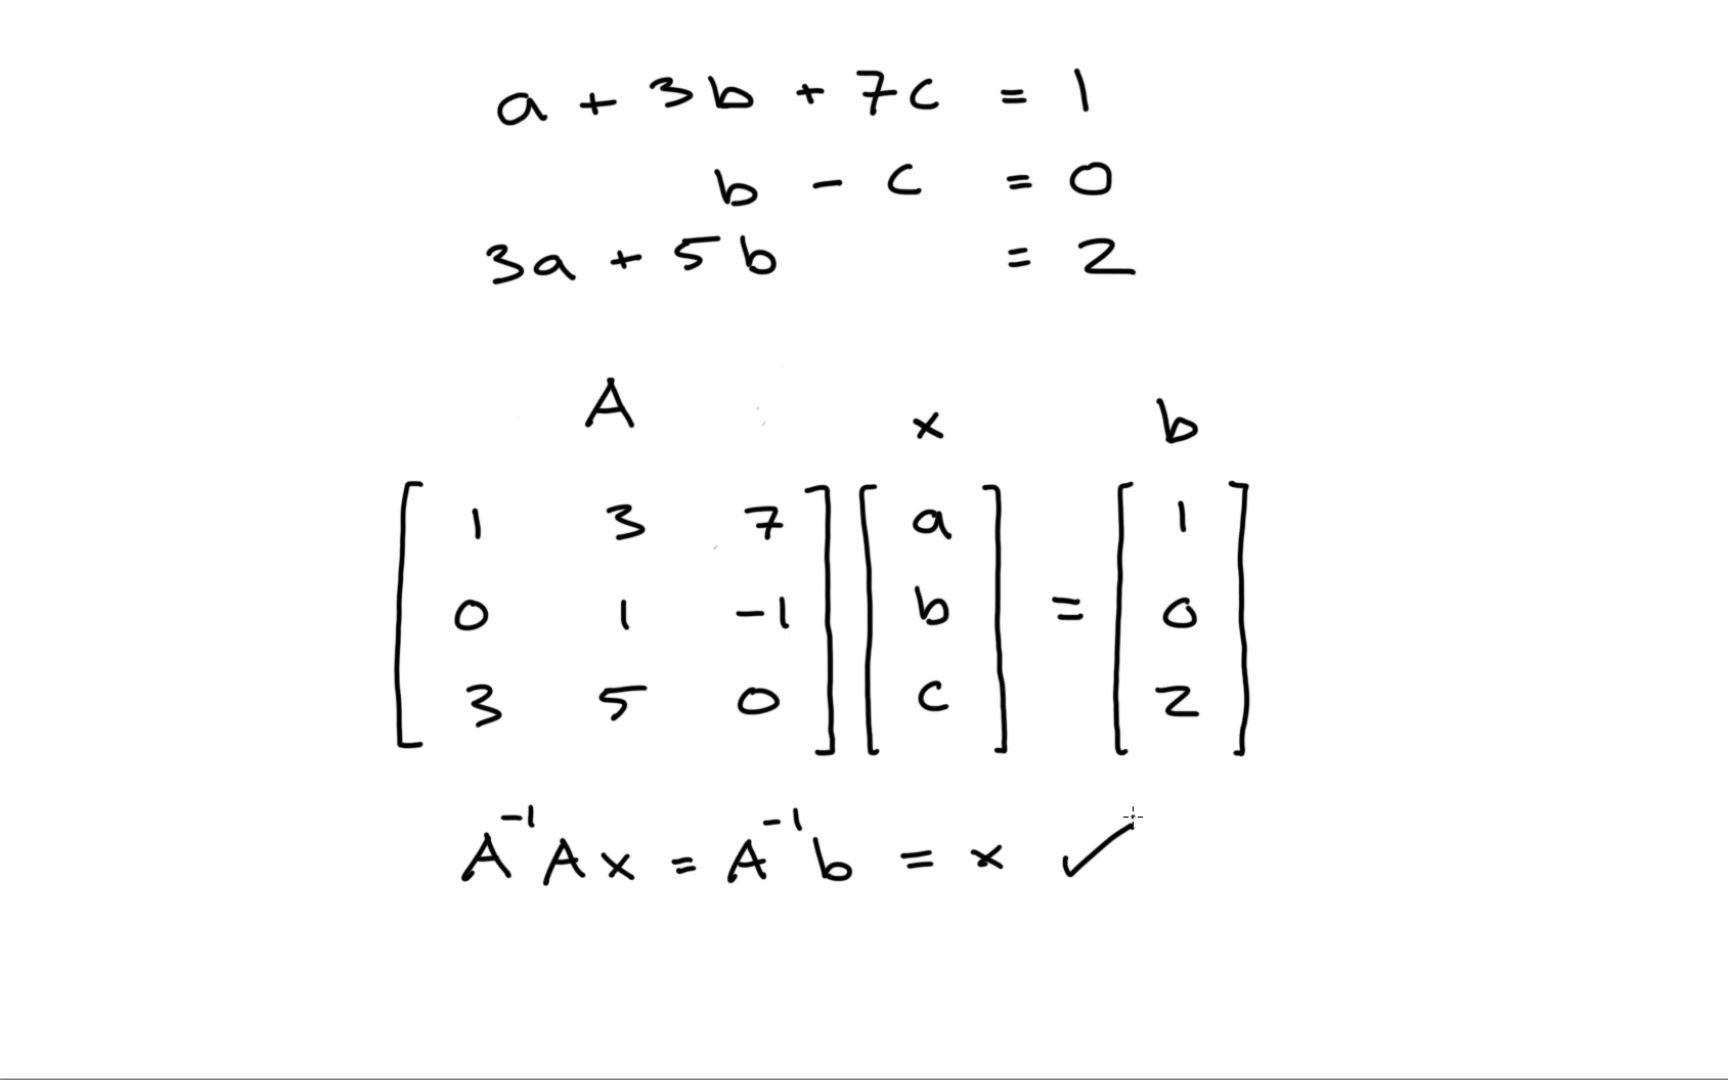 a + 3b + 7c = 1
b - c = 0
3a + 5b = 2
A x b
[ 1 3 7 ] [ a ] = [ 1 ]
[ 0 1 -1 ] [ b ] [ 0 ]
[ 3 5 0 ] [ c ] [ 2 ]
A⁻¹Ax = A⁻¹b = x ✓